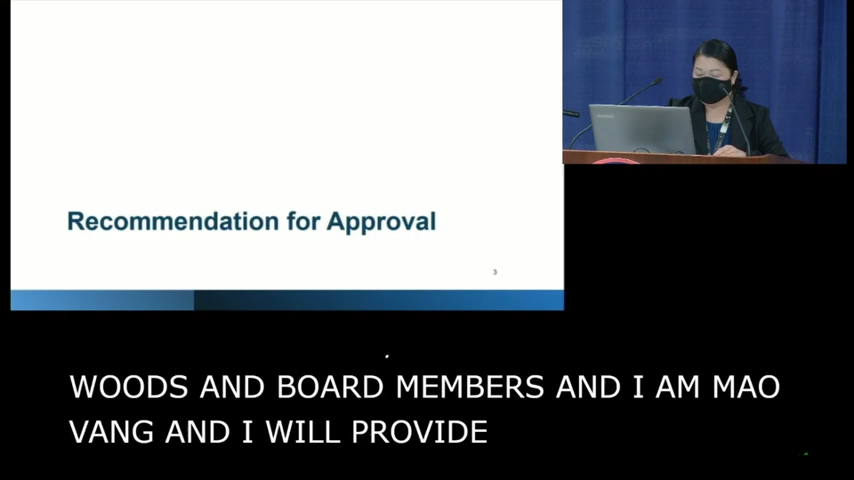 Recommendation for Approval
3
WOODS AND BOARD MEMBERS AND I AM MAO
VANG AND I WILL PROVIDE